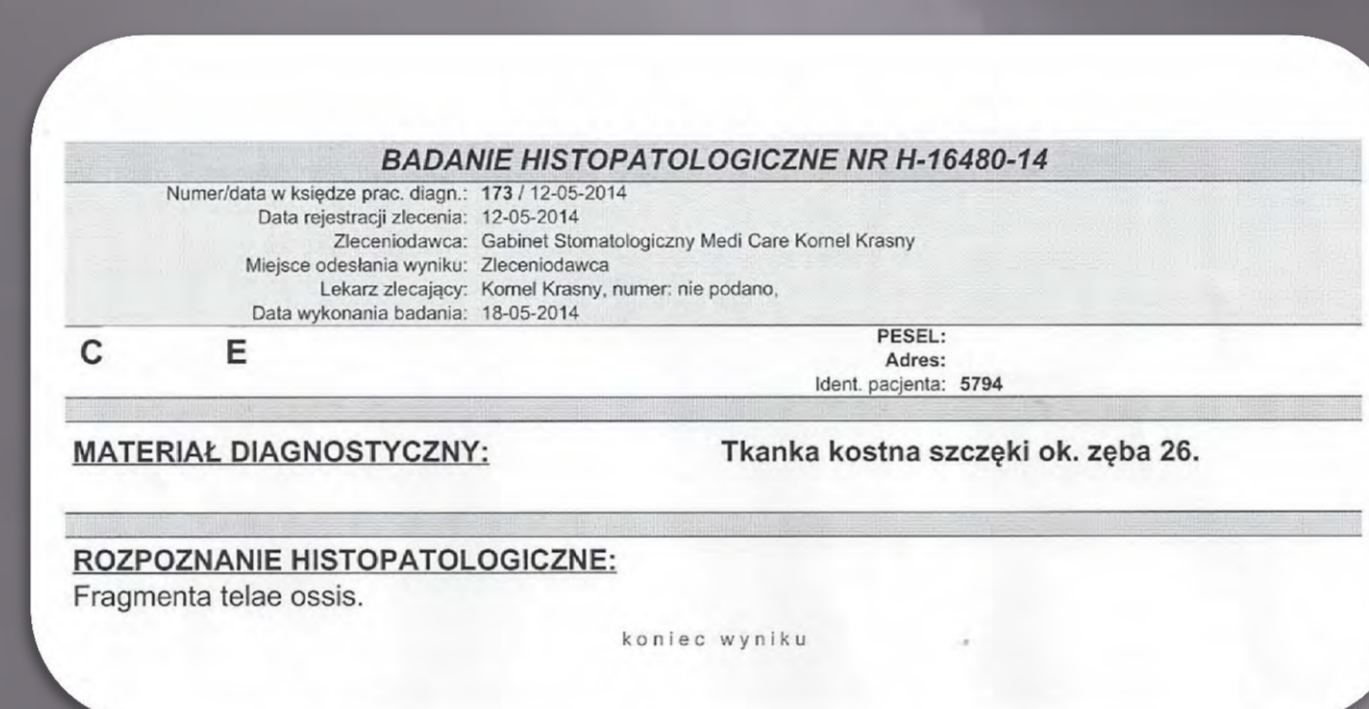 BADANIE HISTOPATOLOGICZNE NR H-16480-14
Numer/data w księdze prac. diagn.: 173 / 12-05-2014
Data rejestracji zlecenia: 12-05-2014
Zleceniodawca: Gabinet Stomatologiczny Medi Care Kornel Krasny
Miejsce odesłania wyniku: Zleceniodawca
Lekarz zlecający: Kornel Krasny, numer: nie podano,
Data wykonania badania: 18-05-2014
C E PESEL:
Adres:
Ident. pacjenta: 5794
MATERIAŁ DIAGNOSTYCZNY: Tkanka kostna szczęki ok. zęba 26.
ROZPOZNANIE HISTOPATOLOGICZNE:
Fragmenta telae ossis.
koniec wyniku